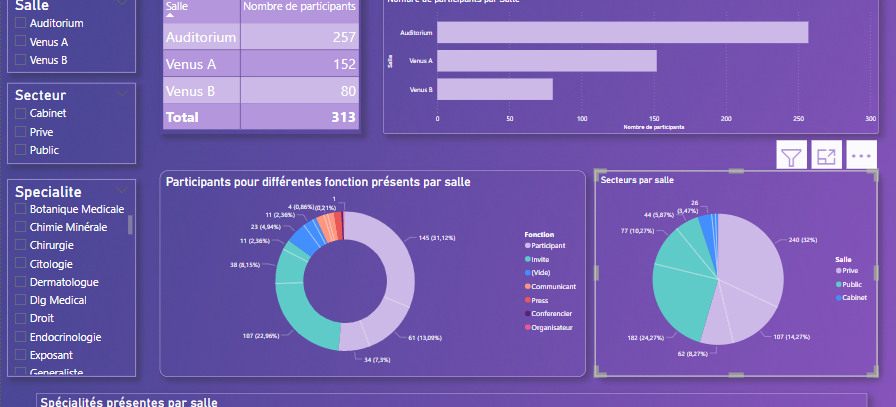 Salle
Auditorium
Venus A
Venus B
Secteur
Cabinet
Prive
Public
Specialite
Botanique Medicale
Chimie Minérale
Chirurgie
Citologie
Dermatologue
Dlg Medical
Droit
Endocrinologie
Exposant
Generaliste
Salle Nombre de participants
Auditorium 257
Venus A 152
Venus B 80
Total 313
Nombre de participants par Salle
Salle
Auditorium
Venus A
Venus B
0 50 100 150 200 250 300
Nombre de participants
Participants pour différentes fonction présents par salle
1
4 (0,86%)
(0,21%)
11 (2,36%)
23 (4,94%)
11 (2,36%)
38 (8,15%)
107 (22,96%)
34 (7,3%)
61 (13,09%)
145 (31,12%)
Fonction
Participant
Invite
(Vide)
Communicant
Press
Conferencier
Organisateur
Secteurs par salle
26
(3,47%)
44 (5,87%)
77 (10,27%)
182 (24,27%)
62 (8,27%)
107 (14,27%)
240 (32%)
Salle
Prive
Public
Cabinet
Spécialités présentes par salle